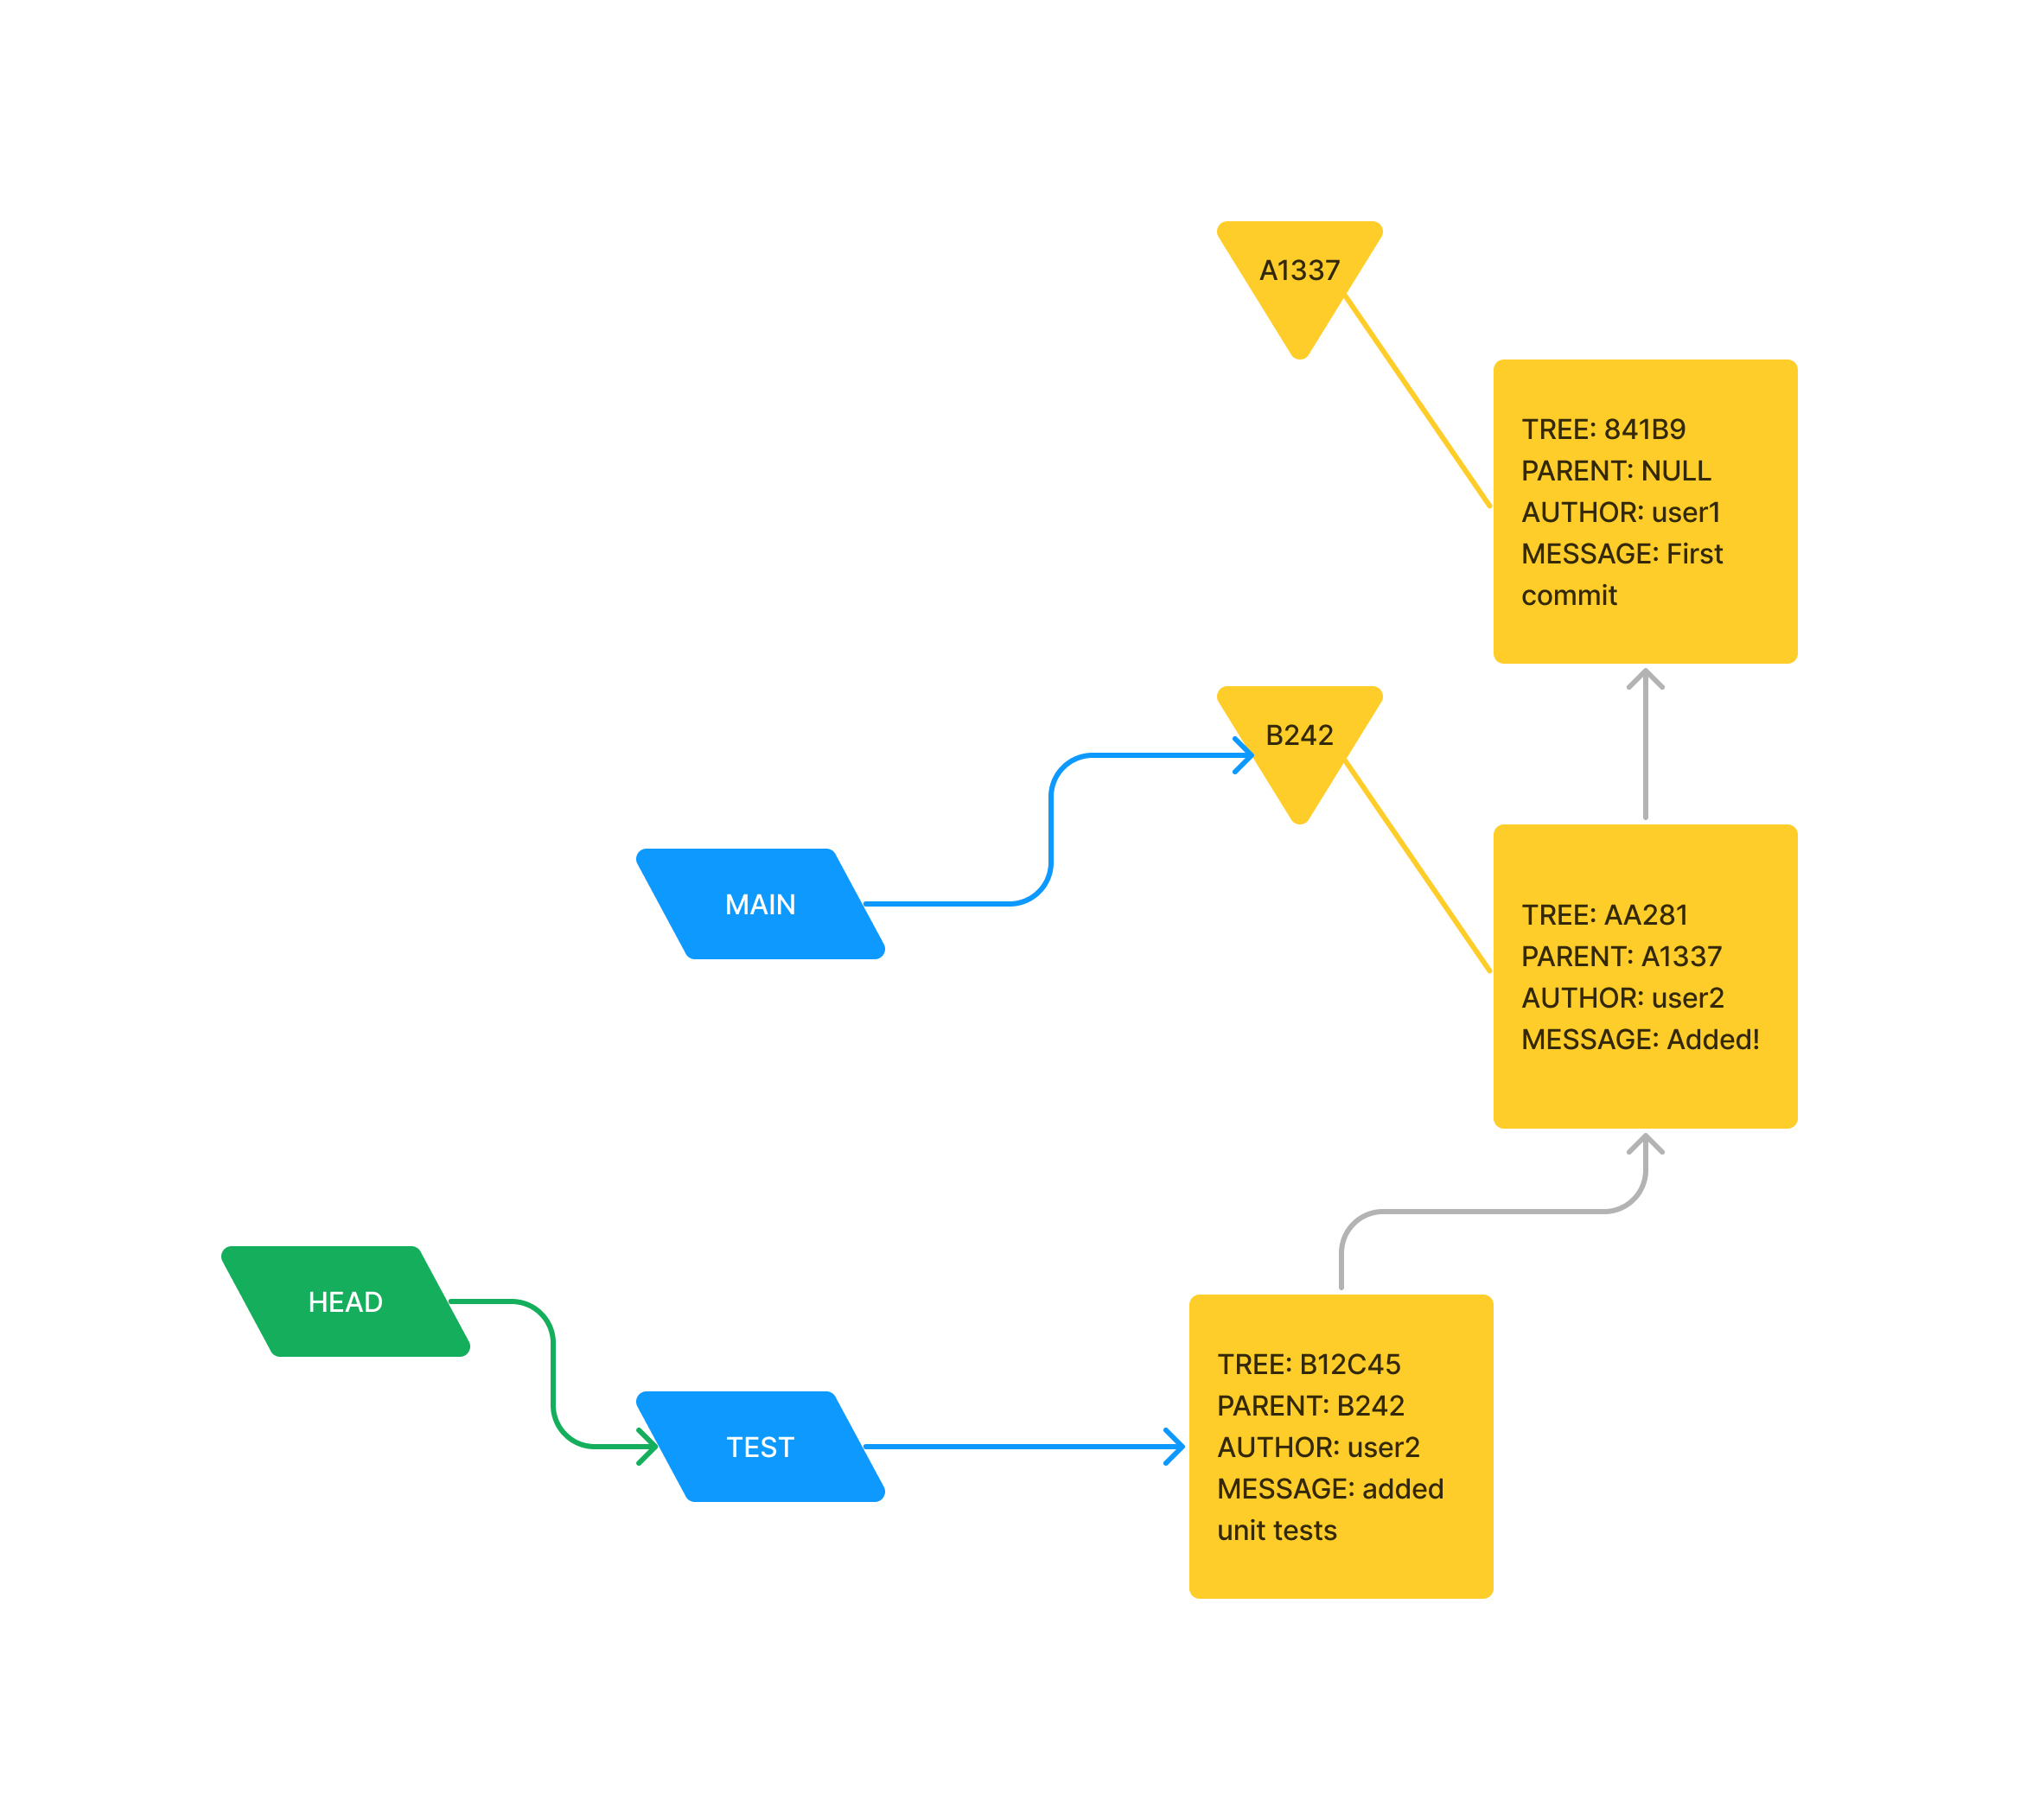 A1337
TREE: 841B9
PARENT: NULL
AUTHOR: user1
MESSAGE: First
commit
B242
MAIN
TREE: AA281
PARENT: A1337
AUTHOR: user2
MESSAGE: Added!
HEAD
TEST
TREE: B12C45
PARENT: B242
AUTHOR: user2
MESSAGE: added
unit tests